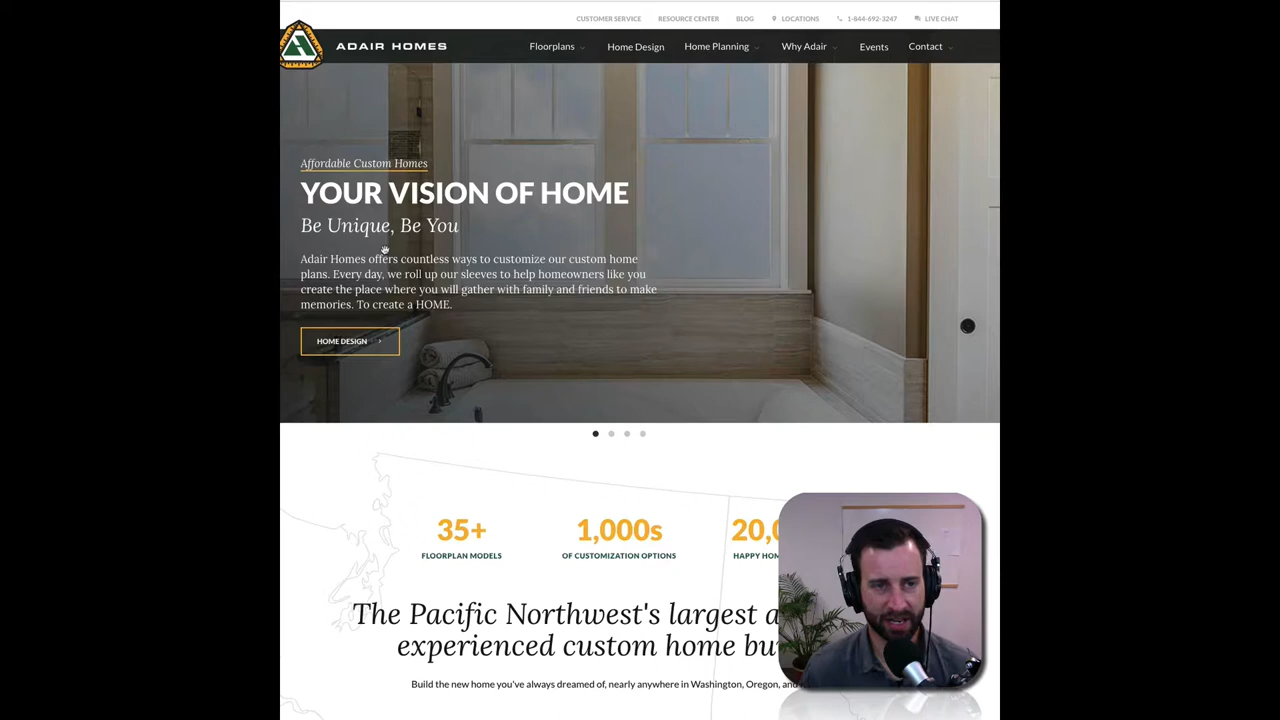 CUSTOMER SERVICE RESOURCE CENTER BLOG LOCATIONS 1-844-692-3247 LIVE CHAT
ADAIR HOMES Floorplans Home Design Home Planning Why Adair Events Contact
Affordable Custom Homes
YOUR VISION OF HOME
Be Unique, Be You
Adair Homes offers countless ways to customize our custom home
plans. Every day, we roll up our sleeves to help homeowners like you
create the place where you will gather with family and friends to make
memories. To create a HOME.
HOME DESIGN
35+ 1,000s 20,0
FLOORPLAN MODELS OF CUSTOMIZATION OPTIONS HAPPY HOM
The Pacific Northwest's largest a
experienced custom home bu
Build the new home you've always dreamed of, nearly anywhere in Washington, Oregon, and